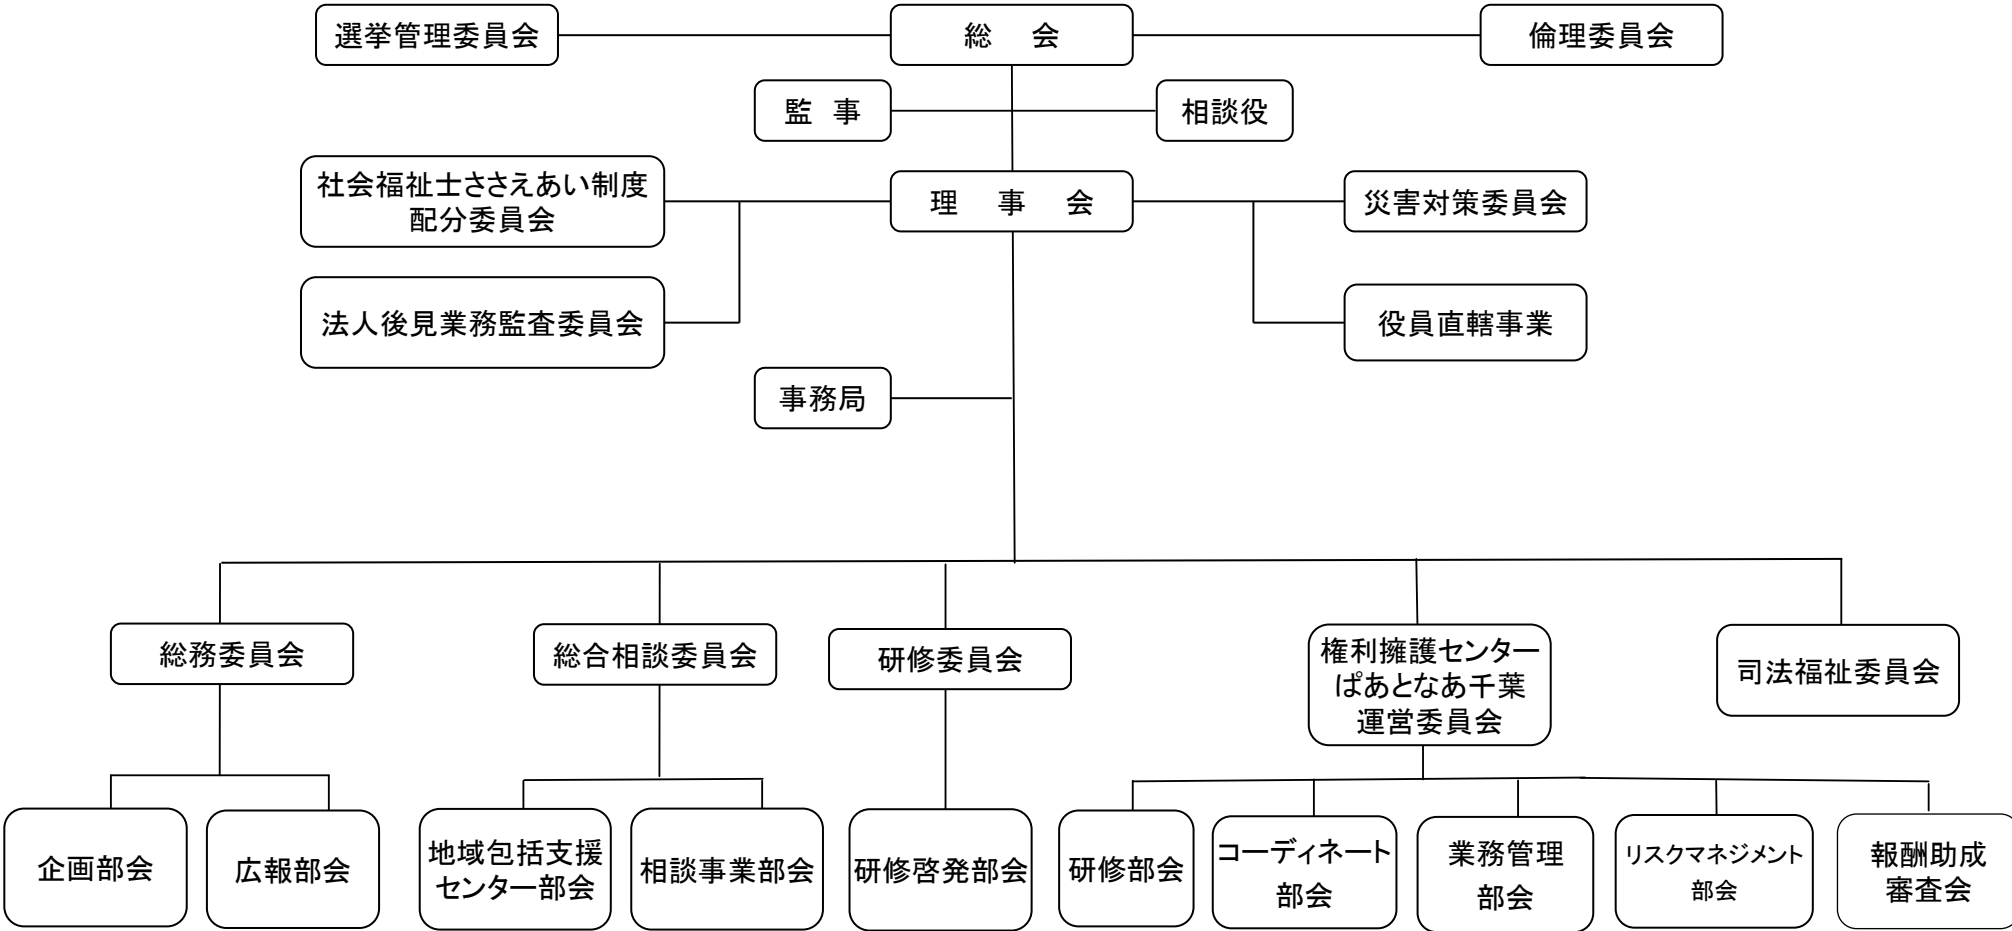 選挙管理委員会
総 会
倫理委員会
監 事
相談役
社会福祉士ささえあい制度
配分委員会
理 事 会
災害対策委員会
法人後見業務監査委員会
役員直轄事業
事務局
総務委員会
総合相談委員会
研修委員会
権利擁護センター
ぱあとなあ千葉
運営委員会
司法福祉委員会
企画部会
広報部会
地域包括支援
センター部会
相談事業部会
研修啓発部会
研修部会
コーディネート
部会
業務管理
部会
リスクマネジメント
部会
報酬助成
審査会